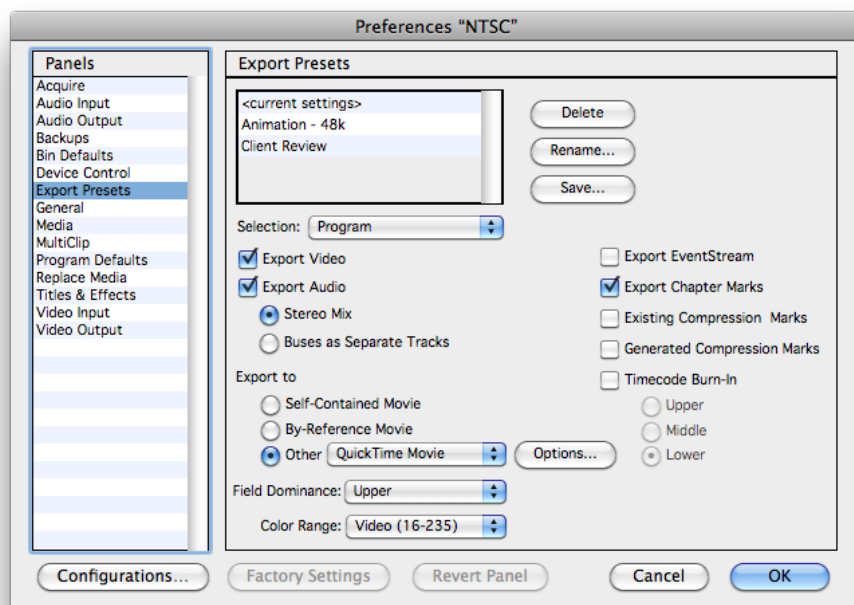 Preferences “NTSC”
Panels
Acquire
Audio Input
Audio Output
Backups
Bin Defaults
Device Control
Export Presets
General
Media
MultiClip
Program Defaults
Replace Media
Titles & Effects
Video Input
Video Output
Export Presets
<current settings>
Animation - 48k
Client Review
Delete
Rename...
Save...
Selection: Program
Export Video
Export Audio
Stereo Mix
Buses as Separate Tracks
Export to
Self-Contained Movie
By-Reference Movie
Other QuickTime Movie Options...
Field Dominance: Upper
Color Range: Video (16-235)
Export EventStream
Export Chapter Marks
Existing Compression Marks
Generated Compression Marks
Timecode Burn-In
Upper
Middle
Lower
Configurations... Factory Settings Revert Panel Cancel OK